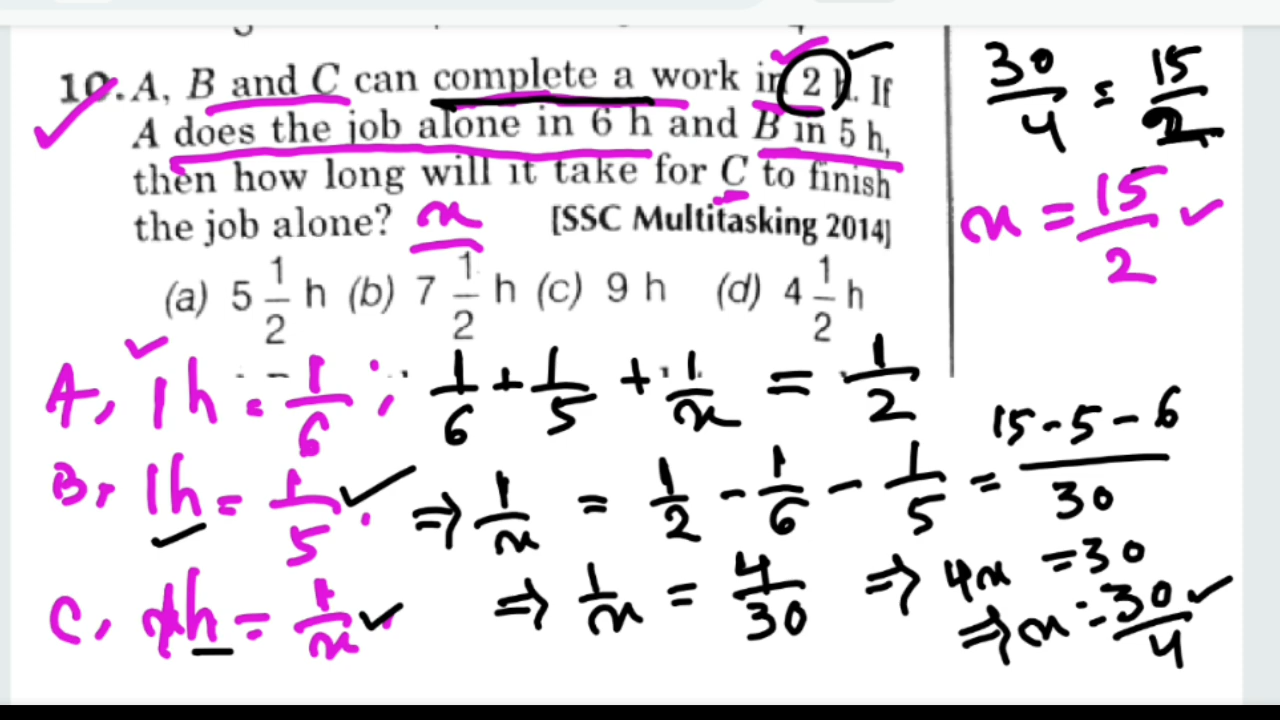 10. A, B and C can complete a work in 2 h. If
A does the job alone in 6 h and B in 5 h,
then how long will it take for C to finish
the job alone? x [SSC Multitasking 2014]
(a) 5 1/2 h (b) 7 1/2 h (c) 9 h (d) 4 1/2 h
30/4 = 15/2
x = 15/2 ✓
A, 1h = 1/6 ; 1/6 + 1/5 + 1/x = 1/2
B, 1h = 1/5 . ⇒ 1/x = 1/2 - 1/6 - 1/5 = 15-5-6/30
C, 1h = 1/x ✓ ⇒ 1/x = 4/30 ⇒ 4x = 30
⇒ x = 30/4 ✓